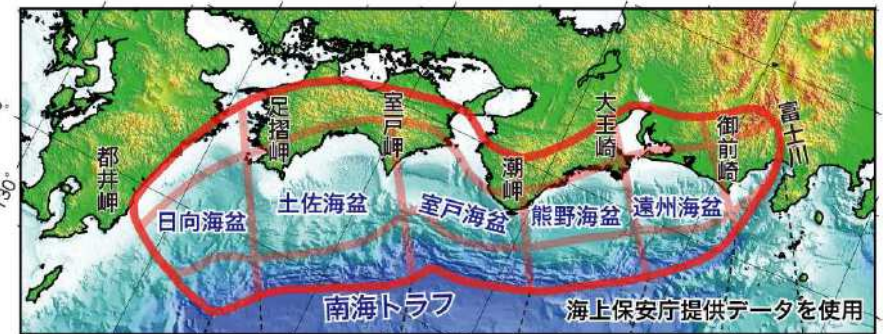 足摺岬
室戸岬
大王崎
御前崎
富士川
都井岬
潮岬
日向海盆
土佐海盆
室戸海盆
熊野海盆
遠州海盆
130°
南海トラフ
海上保安庁提供データを使用